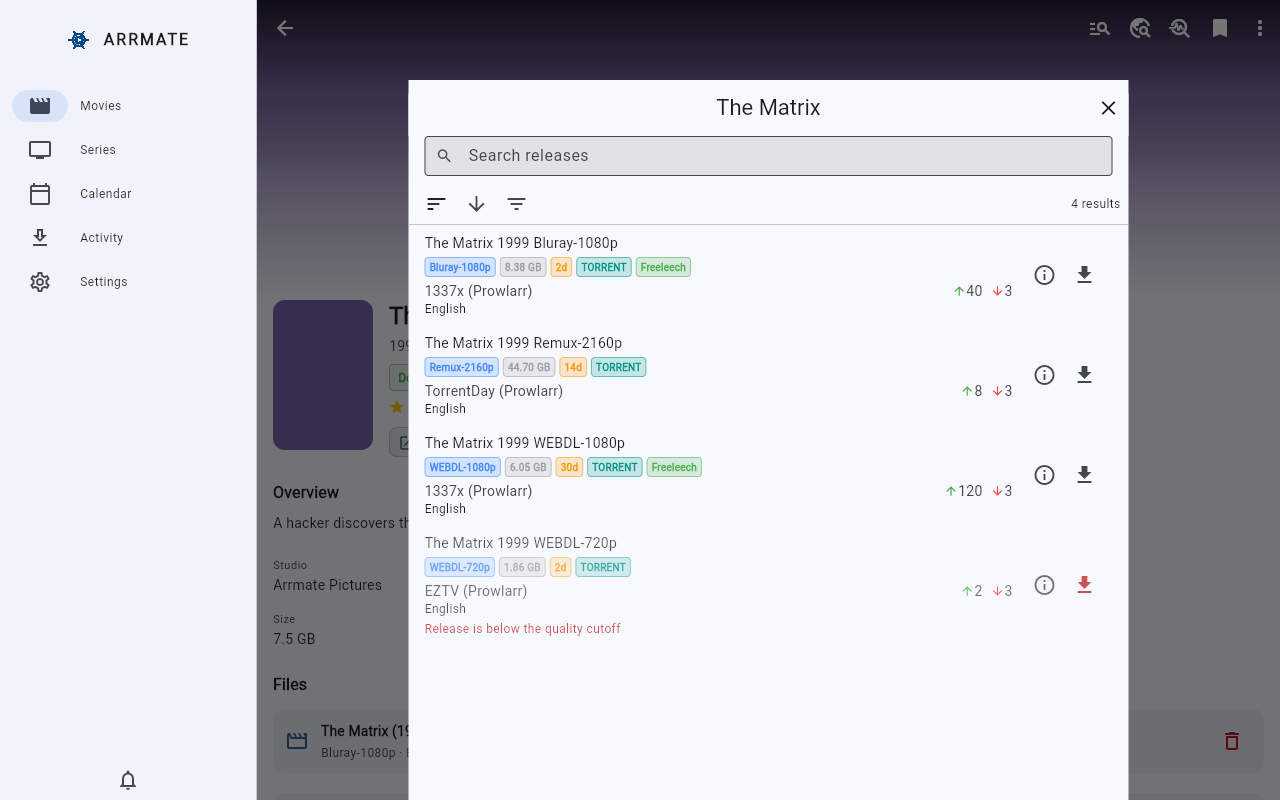 ARRMATE
Movies
Series
Calendar
Activity
Settings
The Matrix
Search releases
4 results
The Matrix 1999 Bluray-1080p
Bluray-1080p 8.38 GB 2d TORRENT Freeleech
1337x (Prowlarr) 40 3
English
The Matrix 1999 Remux-2160p
Remux-2160p 44.70 GB 14d TORRENT
TorrentDay (Prowlarr) 8 3
English
The Matrix 1999 WEBDL-1080p
WEBDL-1080p 6.05 GB 30d TORRENT Freeleech
1337x (Prowlarr) 120 3
English
The Matrix 1999 WEBDL-720p
WEBDL-720p 1.86 GB 2d TORRENT
EZTV (Prowlarr) 2 3
English
Release is below the quality cutoff
Overview
A hacker discovers
Studio
Arrmate Pictures
Size
7.5 GB
Files
The Matrix
Bluray-1080p ·